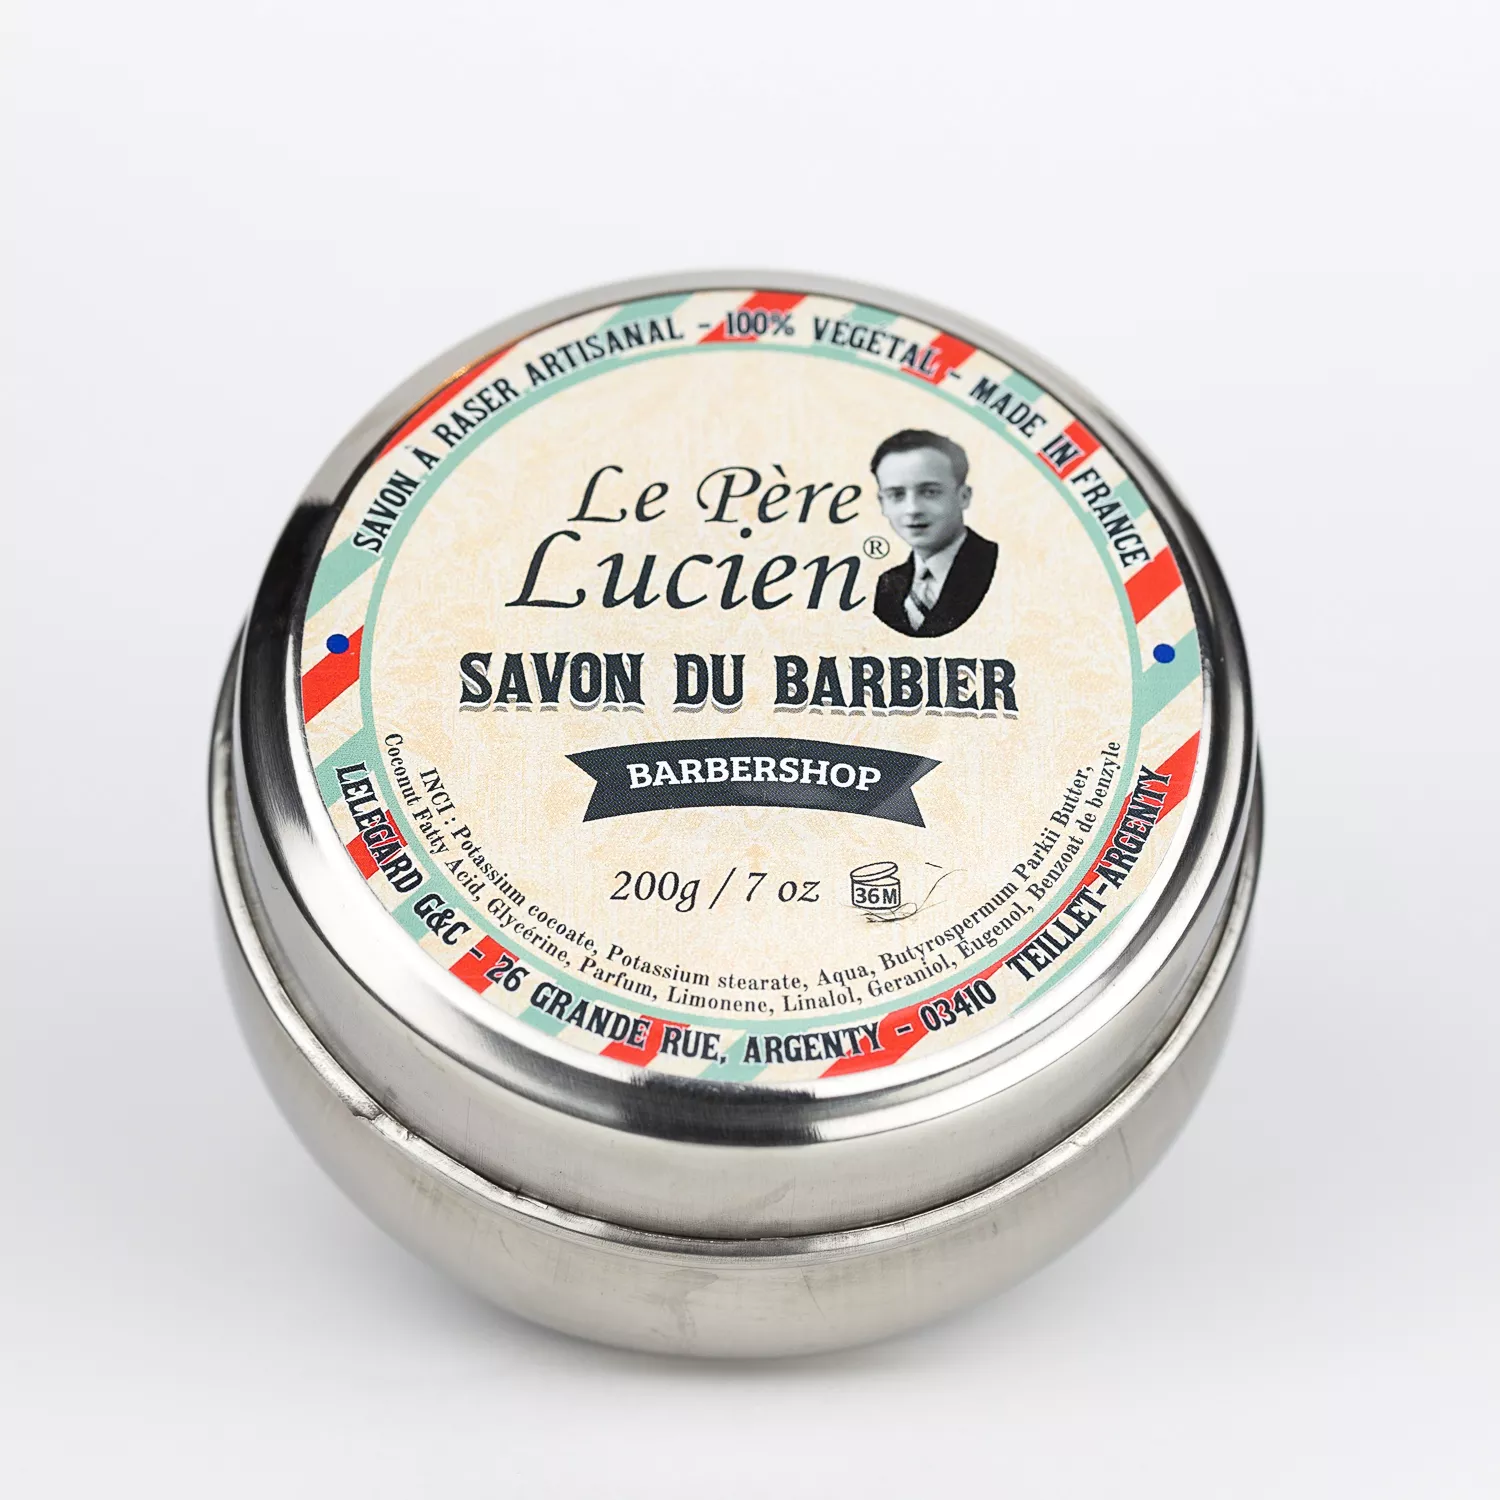 SAVON À RASER ARTISANAL - 100% VÉGÉTAL - MADE IN FRANCE
Le Père
Lucien®
SAVON DU BARBIER
BARBERSHOP
200g / 7 oz
36M
INCI : Potassium cocoate, Potassium stearate, Aqua, Butyrospermum Parkii Butter,
Coconut Fatty Acid, Glycérine, Parfum, Limonene, Linalol, Geraniol, Eugenol, Benzoat de benzyle
LELEGARD G&C - 26 GRANDE RUE, ARGENTY - 03410 TEILLET-ARGENTY